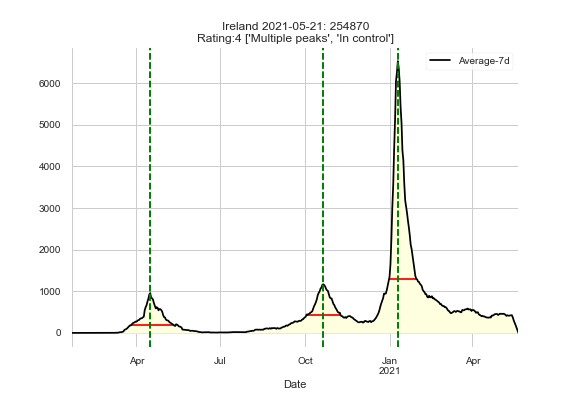 Ireland 2021-05-21: 254870
Rating:4 ['Multiple peaks', 'In control']
Average-7d
6000
5000
4000
3000
2000
1000
0
Apr Jul Oct Jan Apr
2021
Date